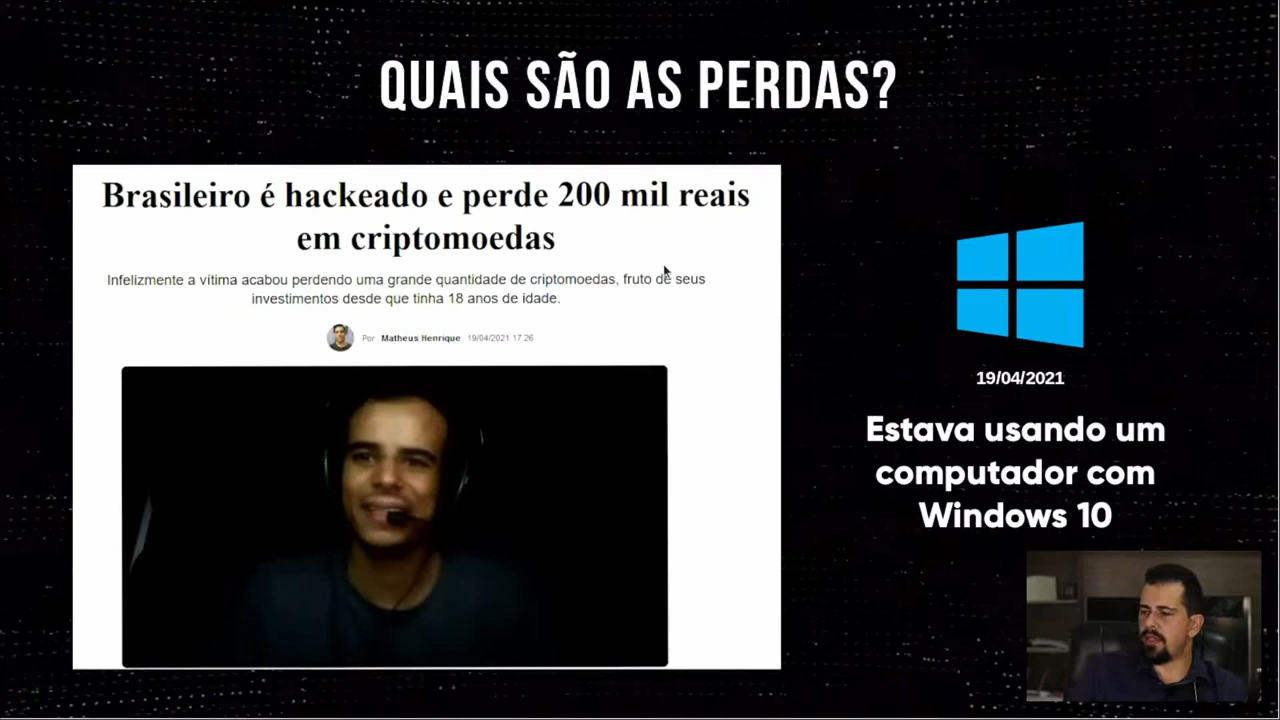 QUAIS SÃO AS PERDAS?
Brasileiro é hackeado e perde 200 mil reais
em criptomoedas
Infelizmente a vítima acabou perdendo uma grande quantidade de criptomoedas, fruto de seus
investimentos desde que tinha 18 anos de idade.
Por Matheus Henrique 19/04/2021 17:26
19/04/2021
Estava usando um
computador com
Windows 10